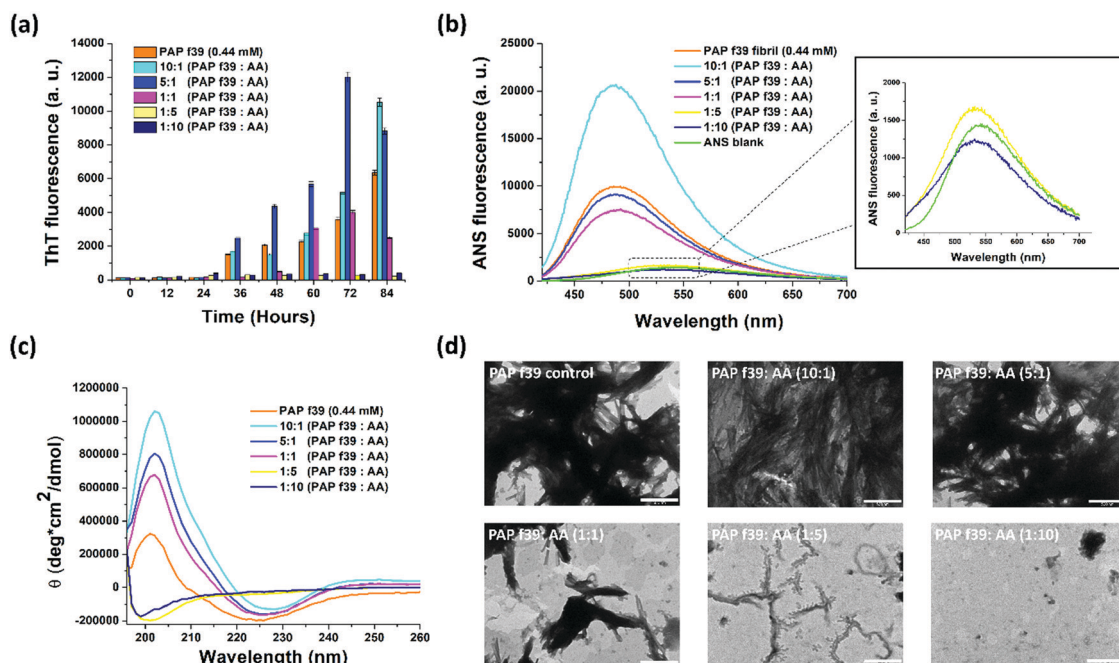 (a)
ThT fluorescence (a. u.)
14000
12000
10000
8000
6000
4000
2000
0
PAP f39 (0.44 mM)
10:1 (PAP f39 : AA)
5:1 (PAP f39 : AA)
1:1 (PAP f39 : AA)
1:5 (PAP f39 : AA)
1:10 (PAP f39 : AA)
0 12 24 36 48 60 72 84
Time (Hours)
(b)
ANS fluorescence (a. u.)
25000
20000
15000
10000
5000
0
PAP f39 fibril (0.44 mM)
10:1 (PAP f39 : AA)
5:1 (PAP f39 : AA)
1:1 (PAP f39 : AA)
1:5 (PAP f39 : AA)
1:10 (PAP f39 : AA)
ANS blank
450 500 550 600 650 700
Wavelength (nm)
ANS fluorescence (a. u.)
2000
1500
1000
500
0
450 500 550 600 650 700
Wavelength (nm)
(c)
θ (deg*cm2/dmol)
1200000
1000000
800000
600000
400000
200000
0
-200000
PAP f39 (0.44 mM)
10:1 (PAP f39 : AA)
5:1 (PAP f39 : AA)
1:1 (PAP f39 : AA)
1:5 (PAP f39 : AA)
1:10 (PAP f39 : AA)
200 210 220 230 240 250 260
Wavelength (nm)
(d)
PAP f39 control
PAP f39: AA (10:1)
PAP f39: AA (5:1)
PAP f39: AA (1:1)
PAP f39: AA (1:5)
PAP f39: AA (1:10)